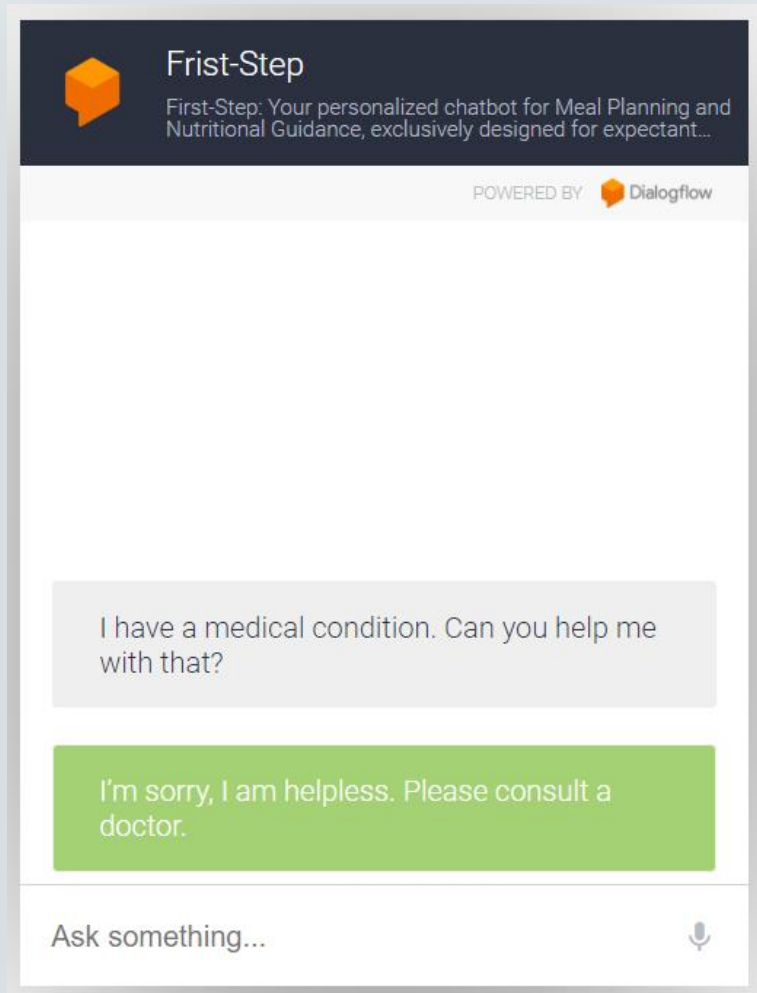 Frist-Step
First-Step: Your personalized chatbot for Meal Planning and
Nutritional Guidance, exclusively designed for expectant...
POWERED BY Dialogflow
I have a medical condition. Can you help me
with that?
I'm sorry, I am helpless. Please consult a
doctor.
Ask something...